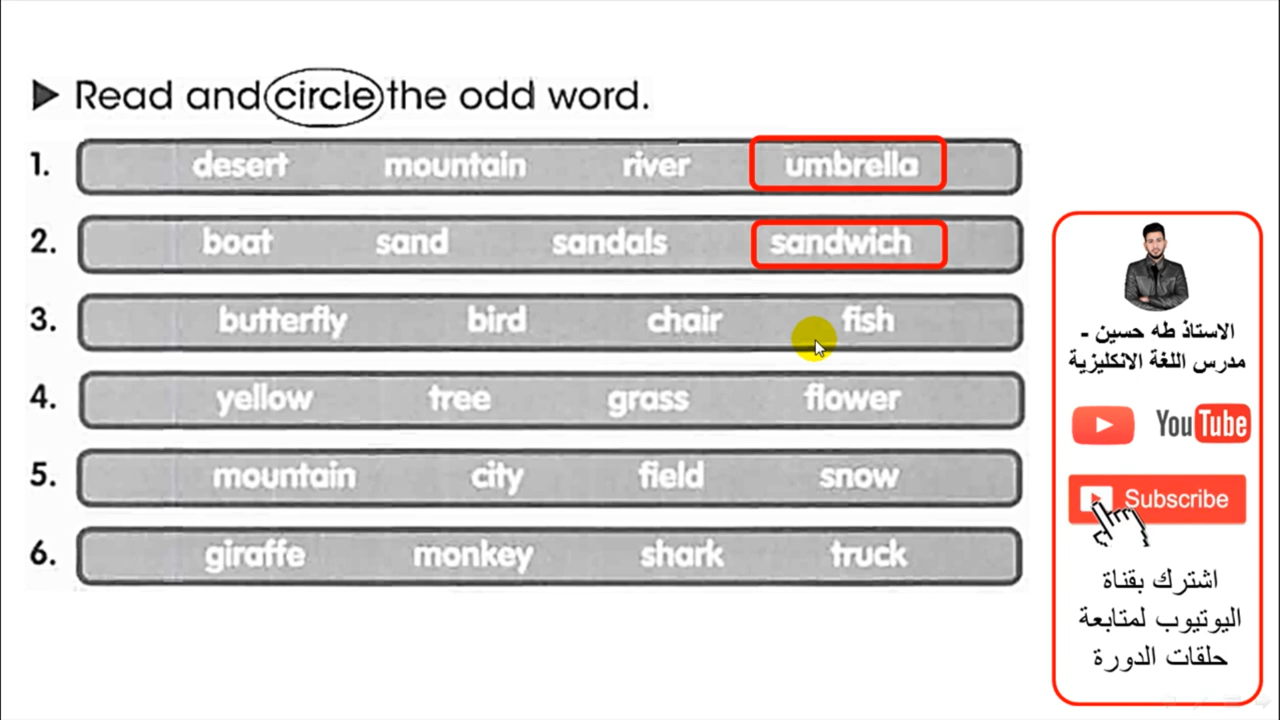 Read and circle the odd word.
1. desert mountain river umbrella
2. boat sand sandals sandwich
3. butterfly bird chair fish
4. yellow tree grass flower
5. mountain city field snow
6. giraffe monkey shark truck
الاستاذ طه حسين -
مدرس اللغة الانكليزية
YouTube
Subscribe
اشترك بقناة
اليوتيوب لمتابعة
حلقات الدورة